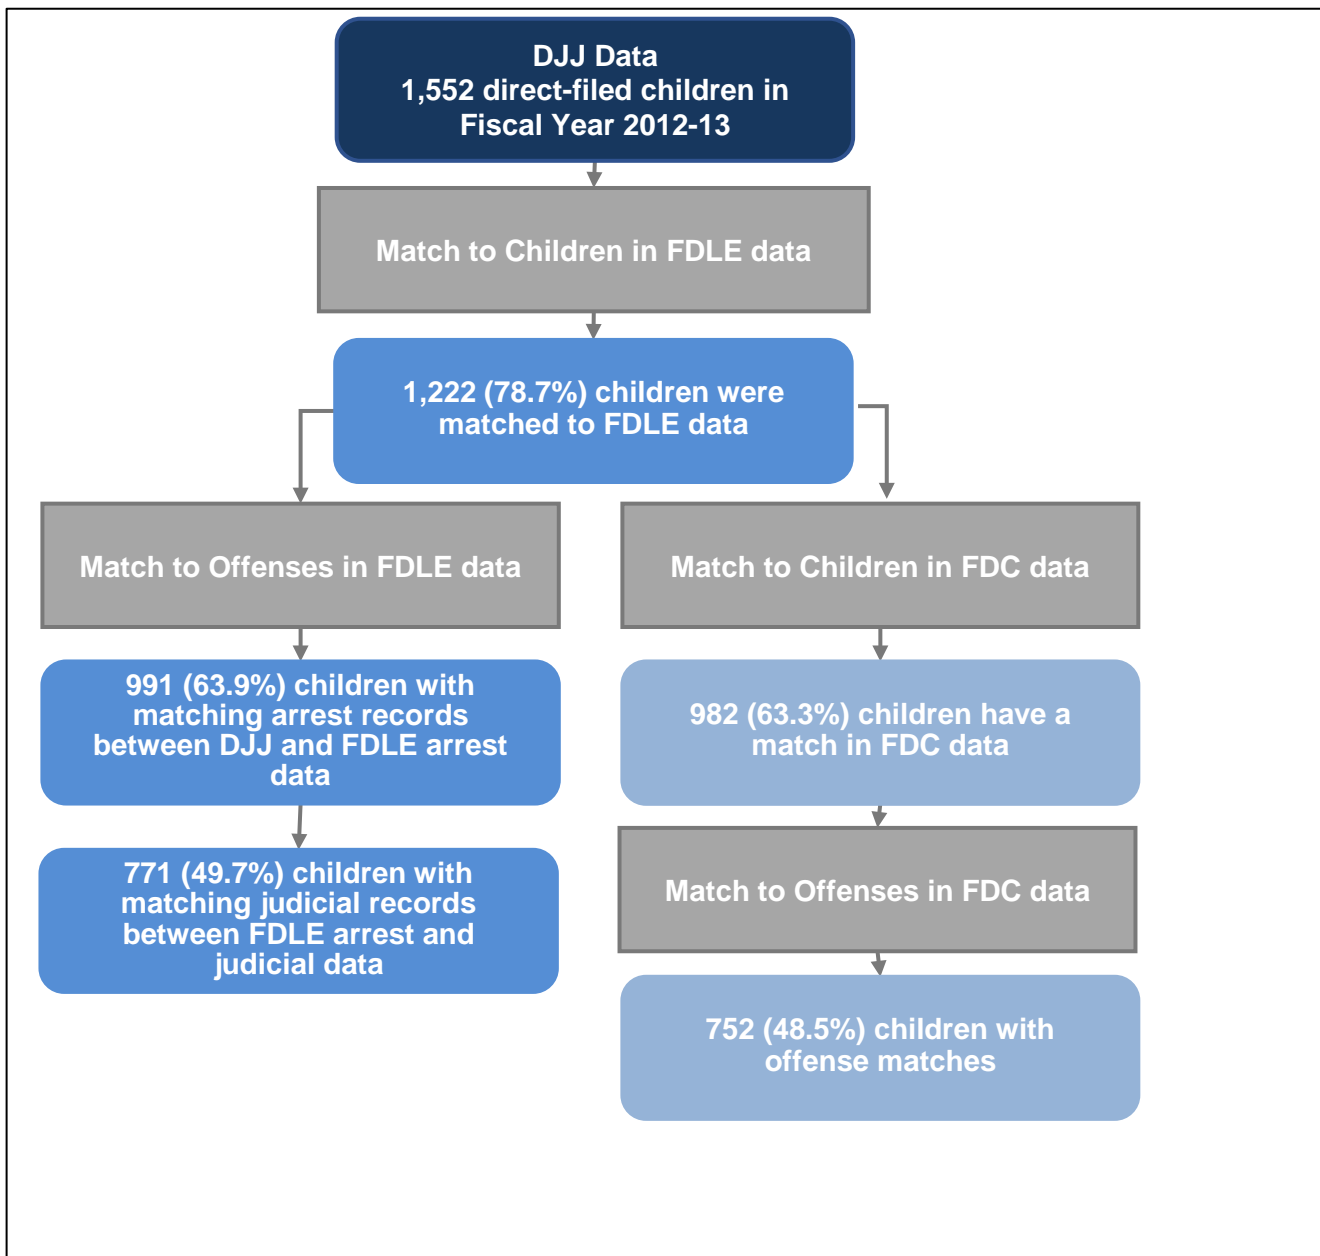 DJJ Data
1,552 direct-filed children in
Fiscal Year 2012-13
Match to Children in FDLE data
1,222 (78.7%) children were
matched to FDLE data
Match to Offenses in FDLE data
991 (63.9%) children with
matching arrest records
between DJJ and FDLE arrest
data
771 (49.7%) children with
matching judicial records
between FDLE arrest and
judicial data
Match to Children in FDC data
982 (63.3%) children have a
match in FDC data
Match to Offenses in FDC data
752 (48.5%) children with
offense matches